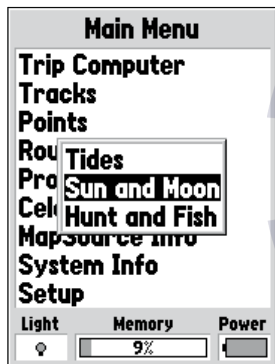 Main Menu
Trip Computer
Tracks
Points
Tides
Sun and Moon
Hunt and Fish
MapSource Info
System Info
Setup
Light Memory Power
9%